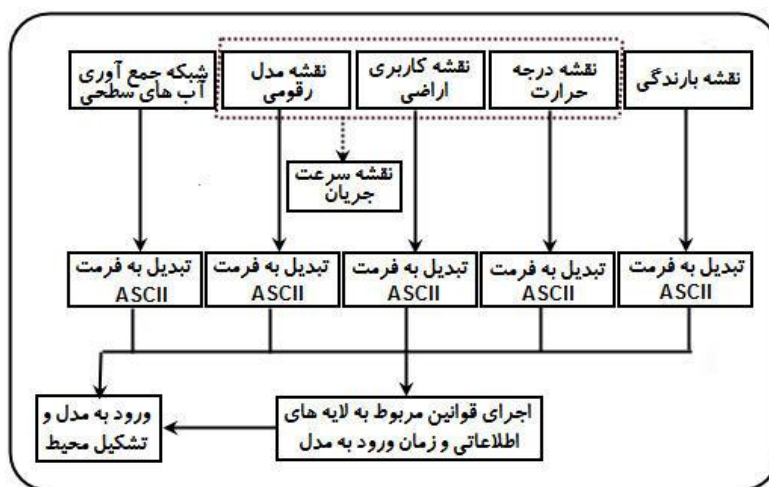 نقشه بارندگی
نقشه درجه
حرارت
نقشه کاربری
اراضی
نقشه مدل
رقومی
شبکه جمع آوری
آب های سطحی
نقشه سرعت
جریان
تبدیل به فرمت
ASCII
تبدیل به فرمت
ASCII
تبدیل به فرمت
ASCII
تبدیل به فرمت
ASCII
تبدیل به فرمت
ASCII
اجرای قوانین مربوط به لایه های
اطلاعاتی و زمان ورود به مدل
ورود به مدل و
تشکیل محیط